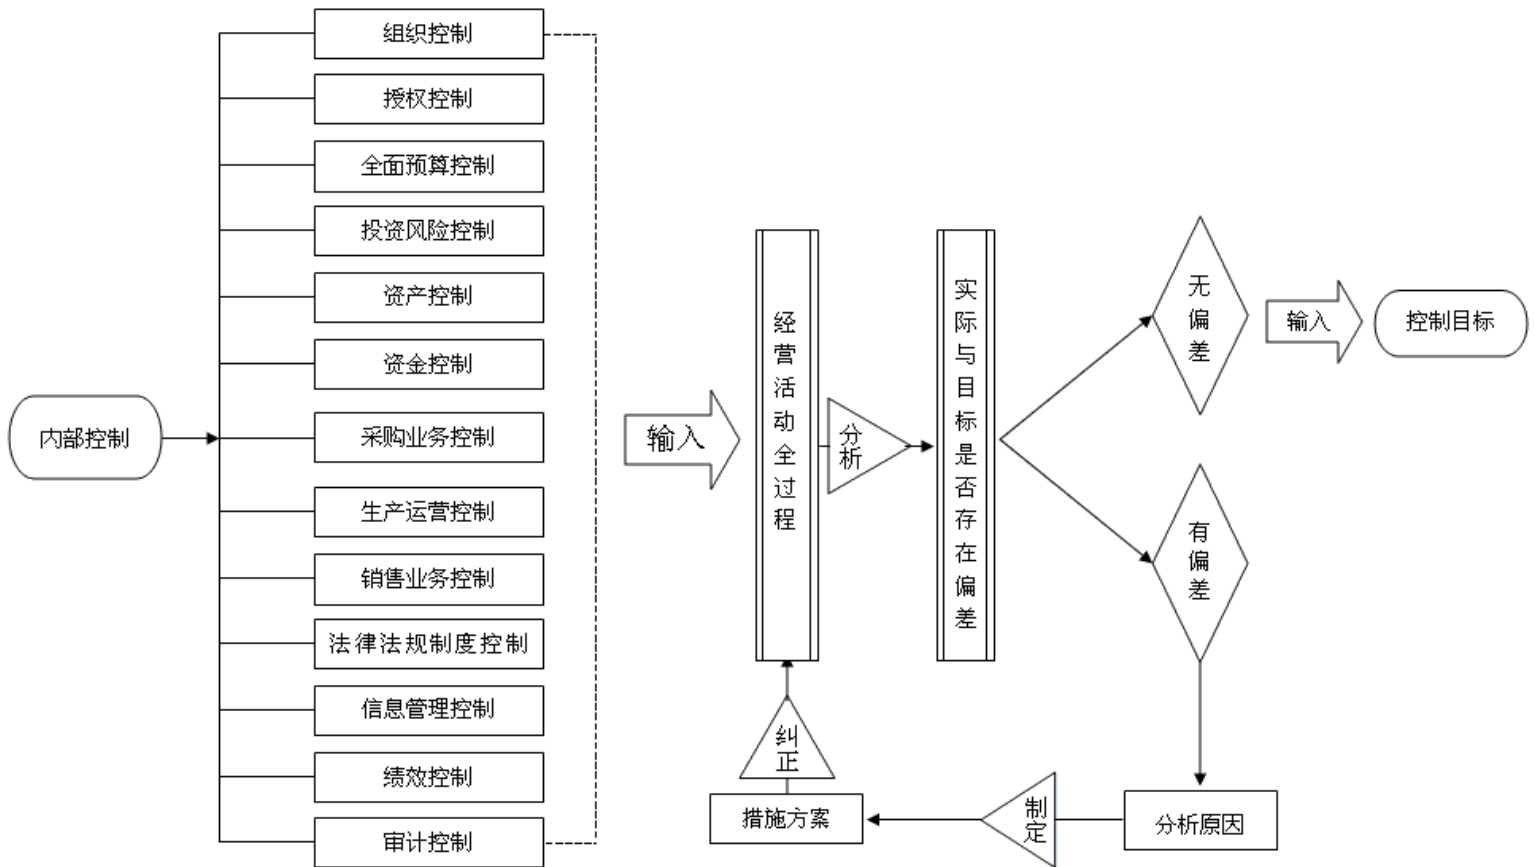 组织控制
授权控制
全面预算控制
投资风险控制
资产控制
资金控制
内部控制
采购业务控制
生产运营控制
销售业务控制
法律法规制度控制
信息管理控制
绩效控制
审计控制
输入
经营活动全过程
分析
实际与目标是否存在偏差
无偏差
输入
控制目标
有偏差
分析原因
制定
措施方案
纠正